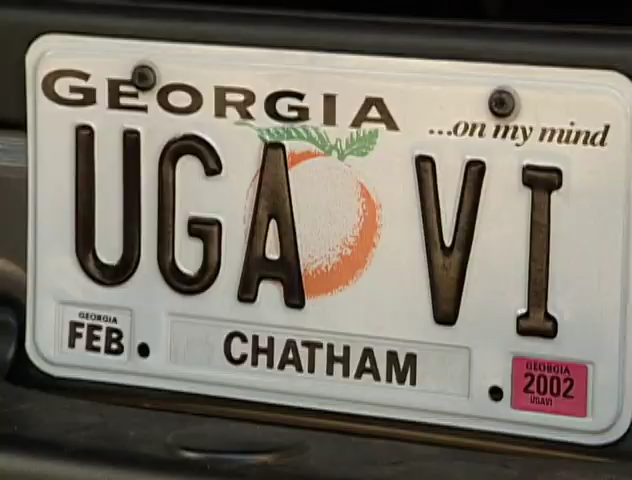 GEORGIA ...on my mind
UGA VI
GEORGIA
FEB
CHATHAM
GEORGIA
2002
UGAVI